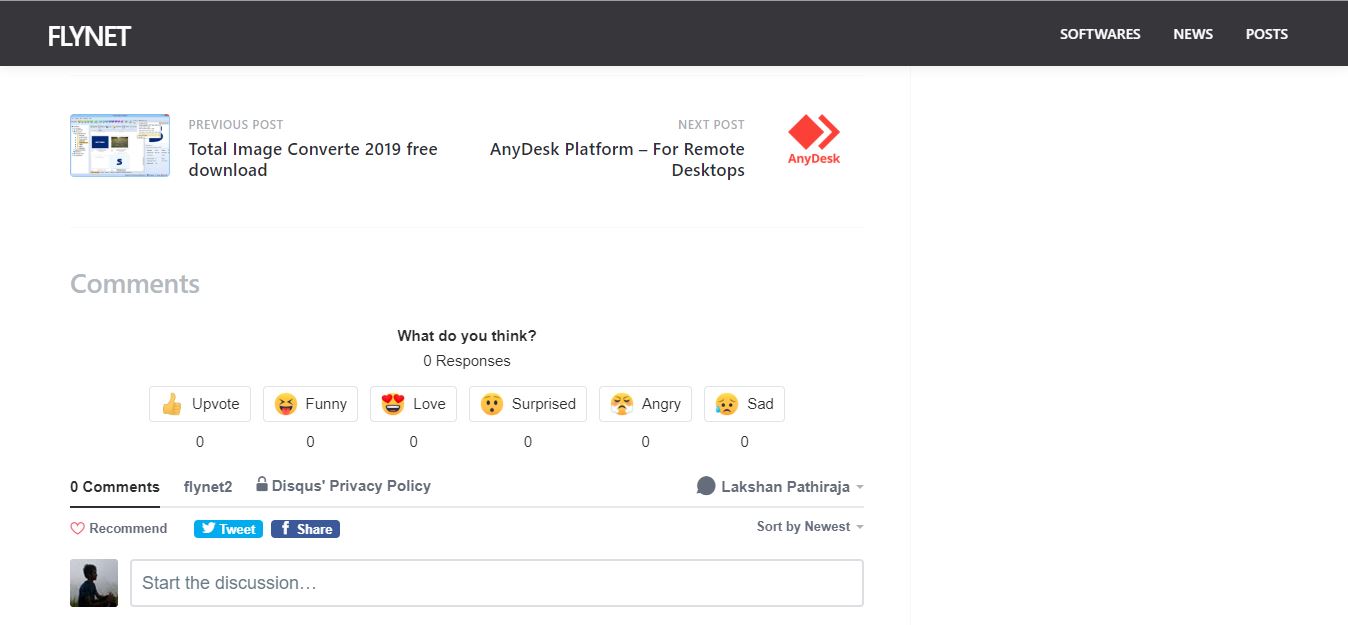 FLYNET
SOFTWARES NEWS POSTS
PREVIOUS POST
Total Image Converte 2019 free
download
NEXT POST
AnyDesk Platform – For Remote
Desktops
AnyDesk
Comments
What do you think?
0 Responses
Upvote Funny Love Surprised Angry Sad
0 0 0 0 0 0
0 Comments flynet2 Disqus' Privacy Policy Lakshan Pathiraja
Recommend Tweet Share Sort by Newest
Start the discussion…